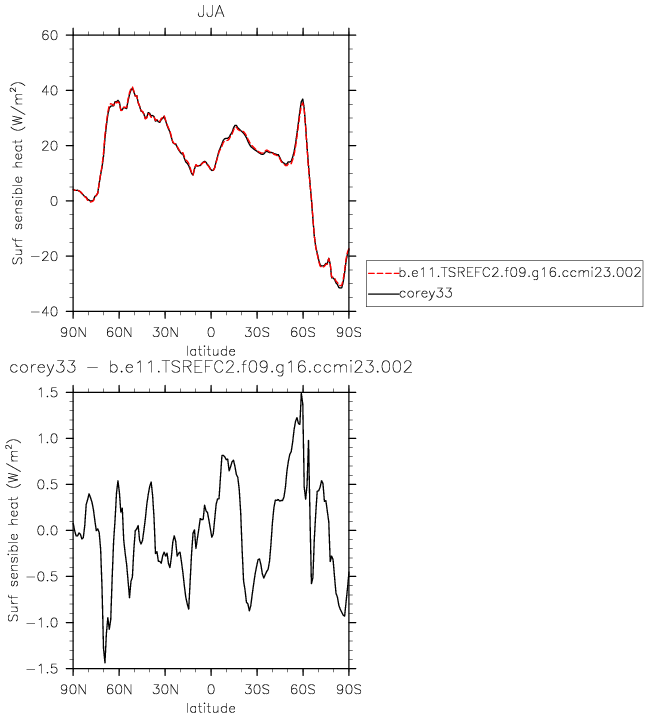 JJA
60
40
20
0
−20
−40
Surf sensible heat (W/m²)
90N 60N 30N 0 30S 60S 90S
latitude
b.e11.TSREFC2.f09.g16.ccmi23.002
corey33
corey33 − b.e11.TSREFC2.f09.g16.ccmi23.002
1.5
1.0
0.5
0.0
−0.5
−1.0
−1.5
Surf sensible heat (W/m²)
90N 60N 30N 0 30S 60S 90S
latitude